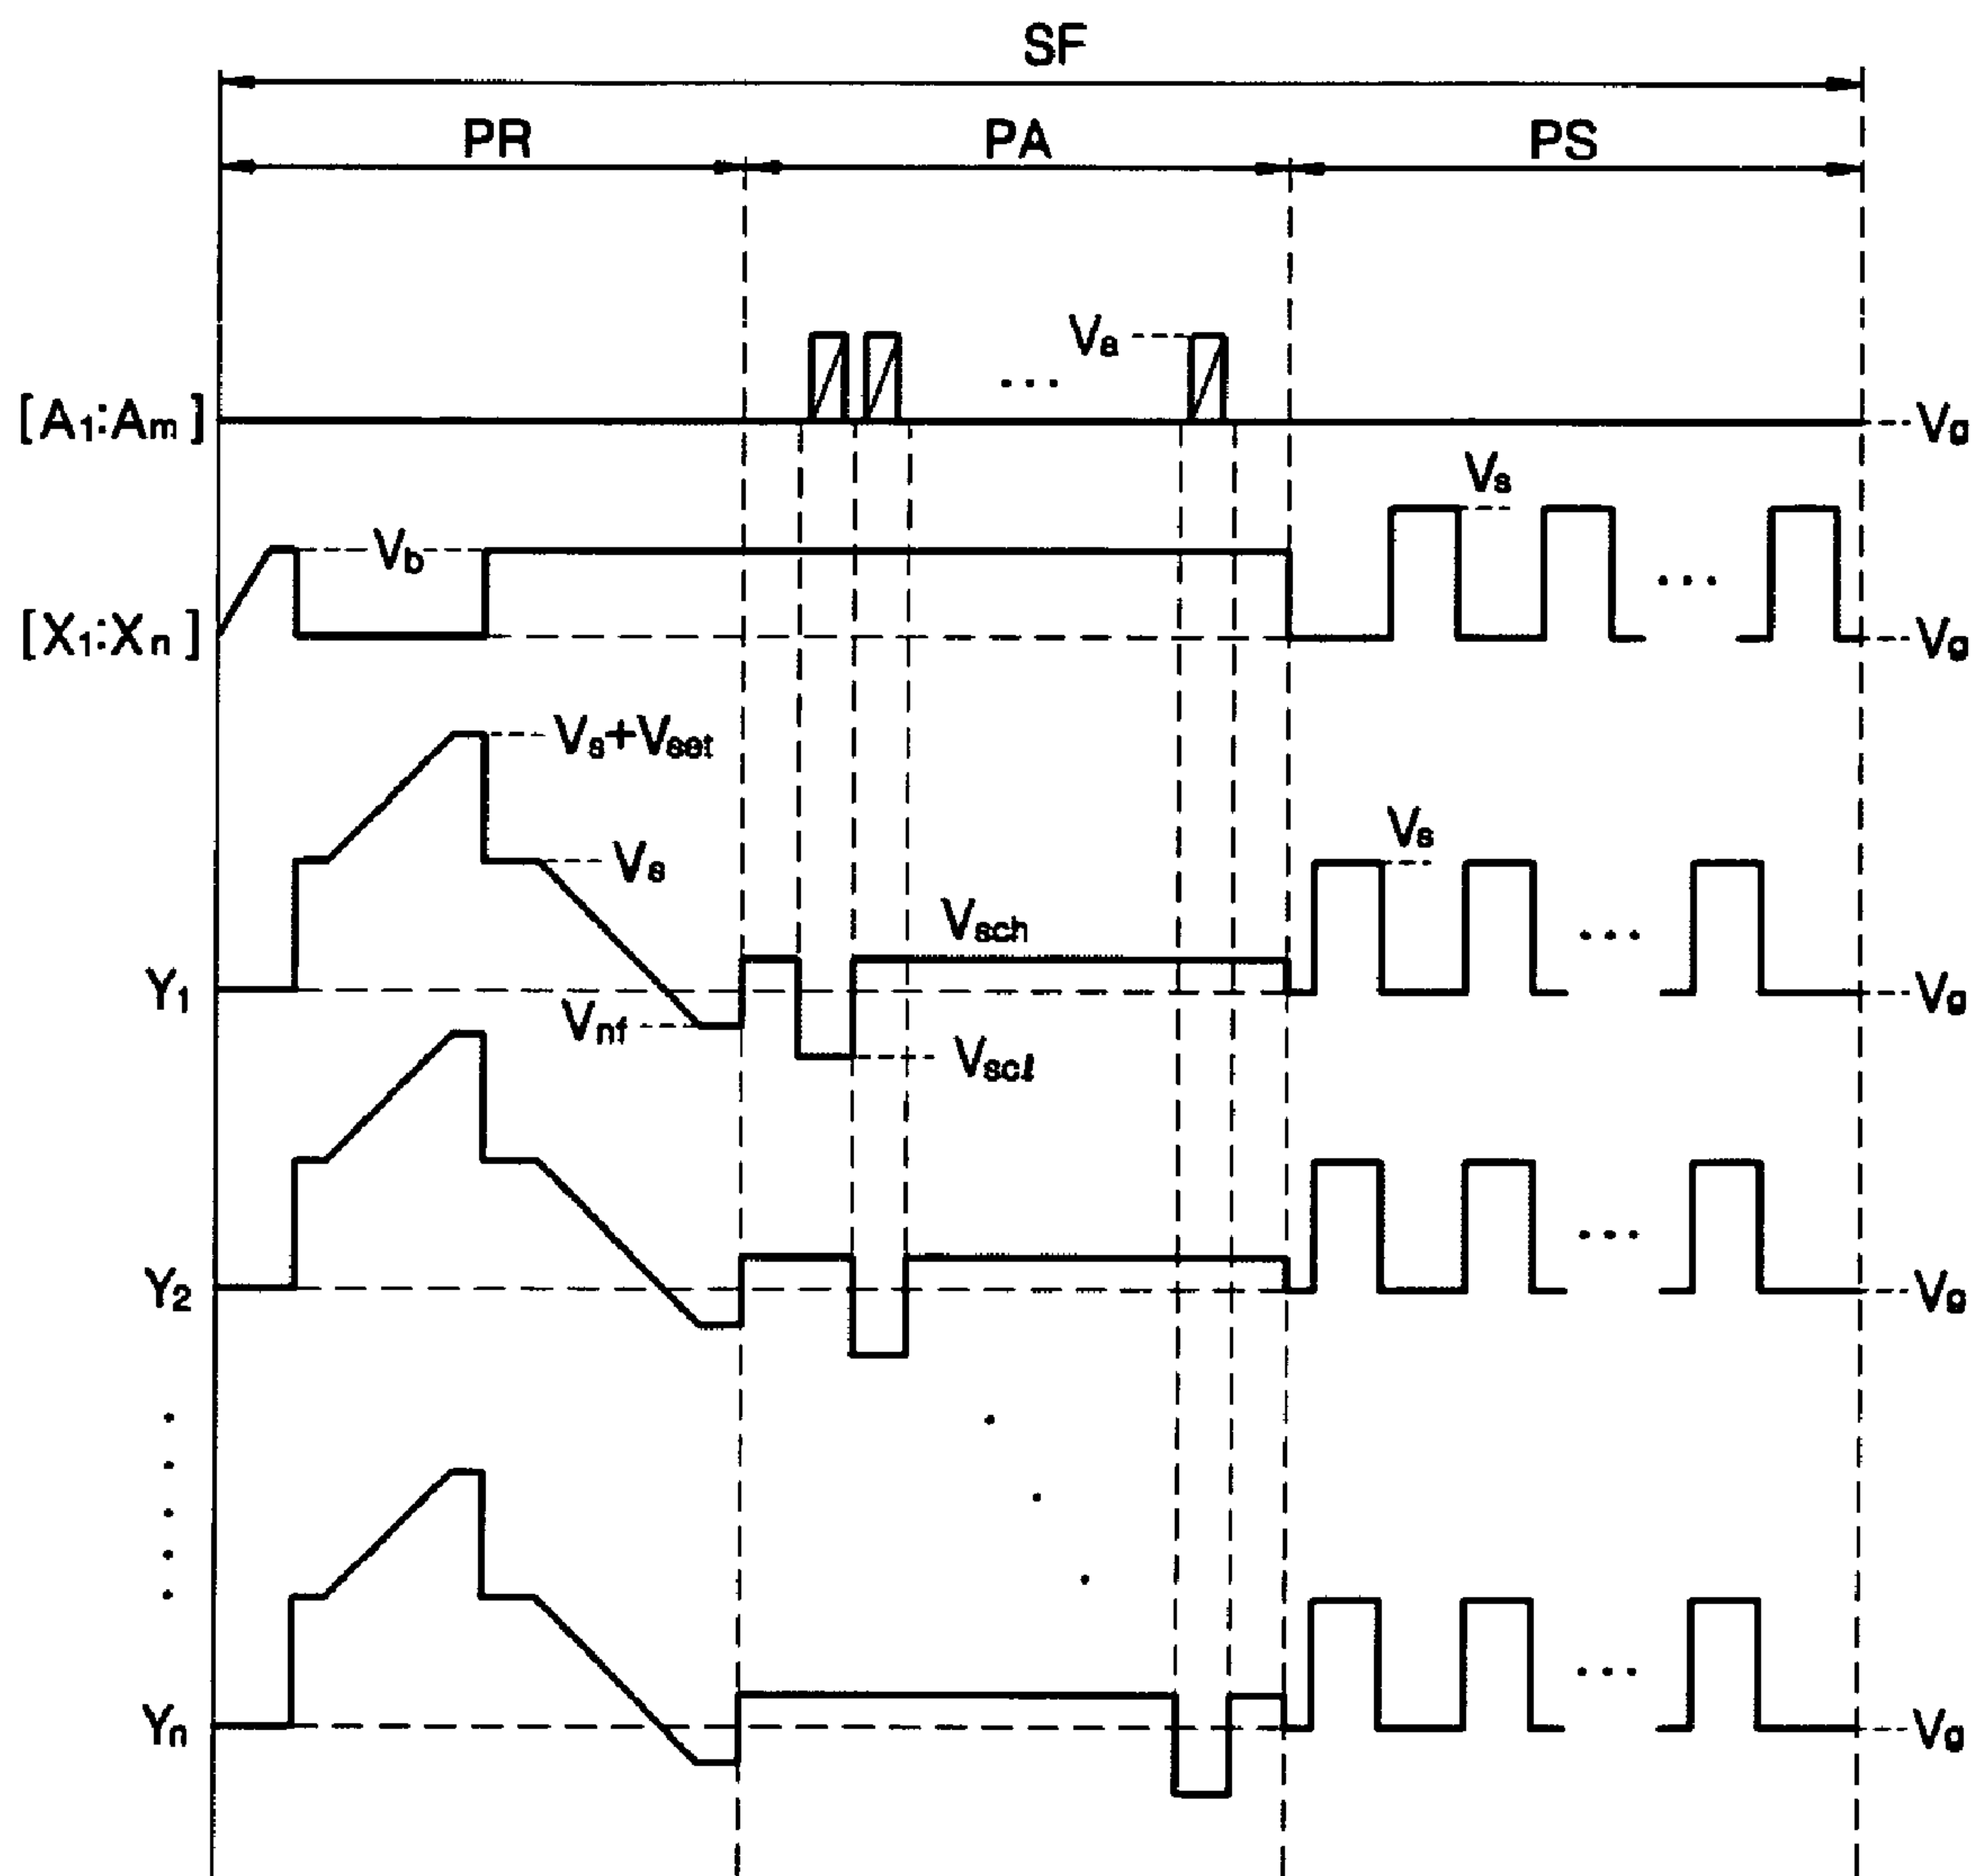 SF
PR PA PS
Va
[A1:Am] Vg
Vs
Vb
[X1:Xn] Vg
Vs+Vset
Vs
Vs
Vsch
Y1 Vg
Vnf
Vscl
Y2 Vg
Yn Vg